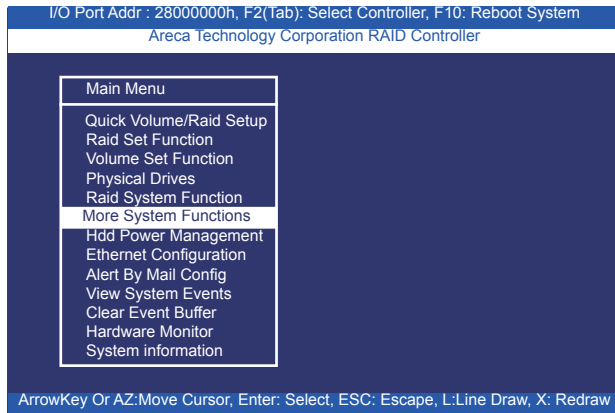 I/O Port Addr : 28000000h, F2(Tab): Select Controller, F10: Reboot System
Areca Technology Corporation RAID Controller
Main Menu
Quick Volume/Raid Setup
Raid Set Function
Volume Set Function
Physical Drives
Raid System Function
More System Functions
Hdd Power Management
Ethernet Configuration
Alert By Mail Config
View System Events
Clear Event Buffer
Hardware Monitor
System information
ArrowKey Or AZ:Move Cursor, Enter: Select, ESC: Escape, L:Line Draw, X: Redraw